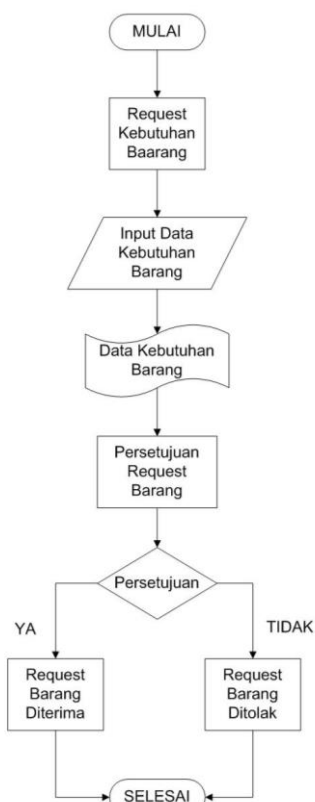 MULAI
Request
Kebutuhan
Baarang
Input Data
Kebutuhan
Barang
Data Kebutuhan
Barang
Persetujuan
Request
Barang
Persetujuan
YA
TIDAK
Request
Barang
Diterima
Request
Barang
Ditolak
SELESAI